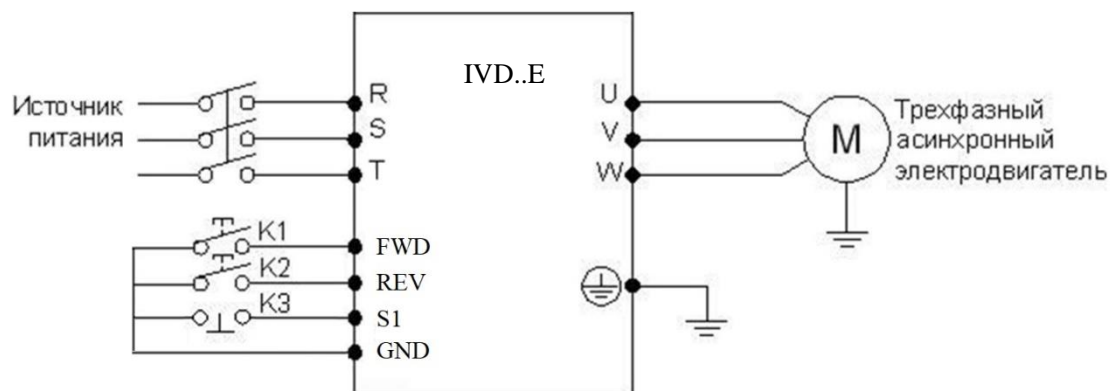 IVD..E
Источник
питания
R
S
T
U
V
W
M
Трехфазный
асинхронный
электродвигатель
K1
K2
K3
FWD
REV
S1
GND